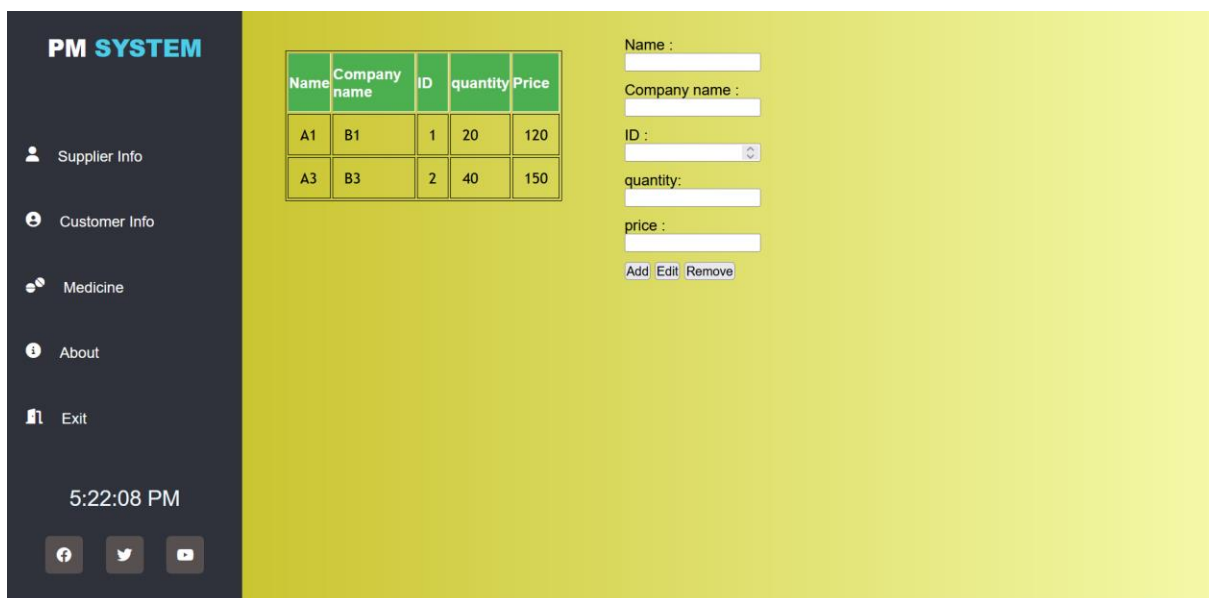 PM SYSTEM
Supplier Info
Customer Info
Medicine
About
Exit
5:22:08 PM
Name Company name ID quantity Price
A1 B1 1 20 120
A3 B3 2 40 150
Name :
Company name :
ID :
quantity:
price :
Add Edit Remove